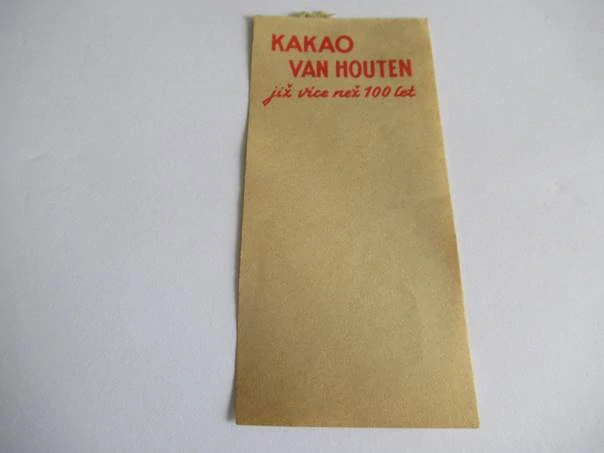 KAKAO
VAN HOUTEN
již více než 100 let